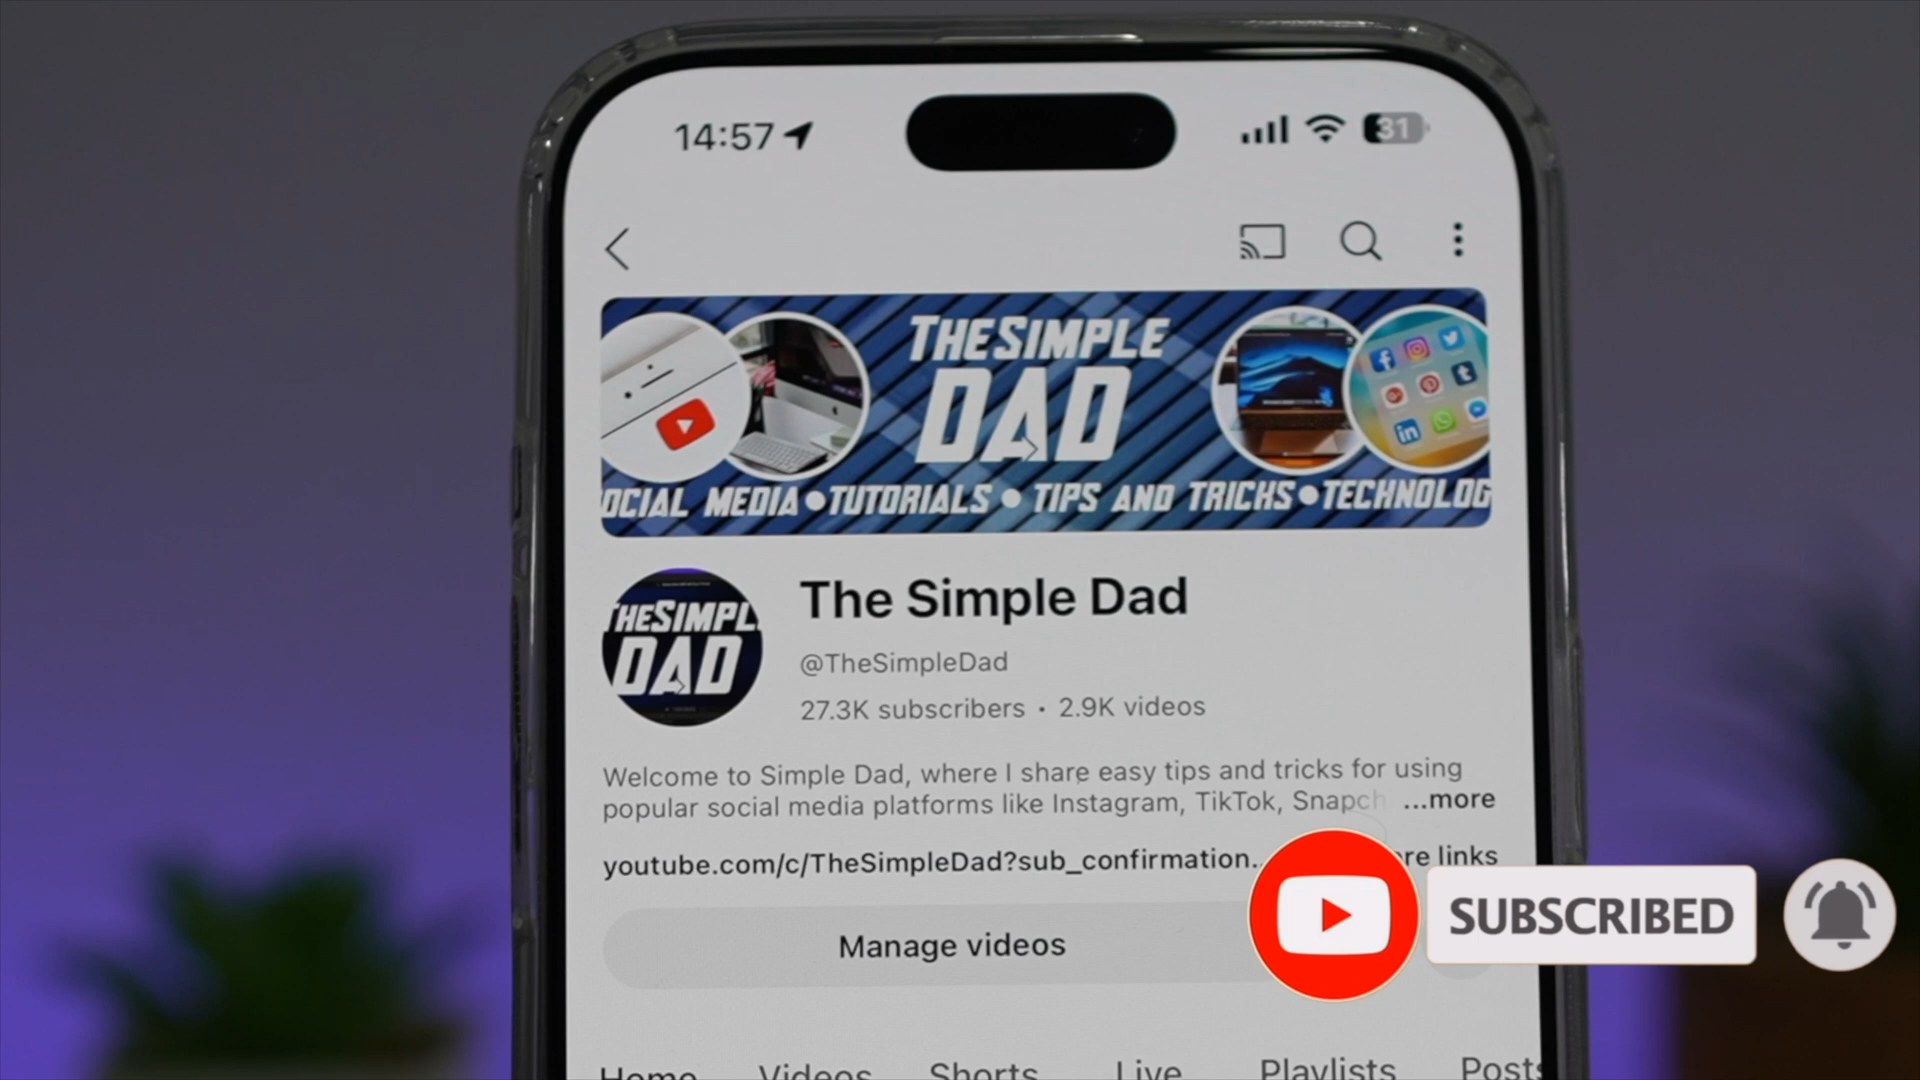 14:57
31
THESIMPLE
DAD
OCIAL MEDIA●TUTORIALS ● TIPS AND TRICKS●TECHNOLOG
THESIMPL
DAD
The Simple Dad
@TheSimpleDad
27.3K subscribers • 2.9K videos
Welcome to Simple Dad, where I share easy tips and tricks for using
popular social media platforms like Instagram, TikTok, Snapch ...more
youtube.com/c/TheSimpleDad?sub_confirmation.. re links
SUBSCRIBED
Manage videos
Home Videos Shorts Live Playlists Posts